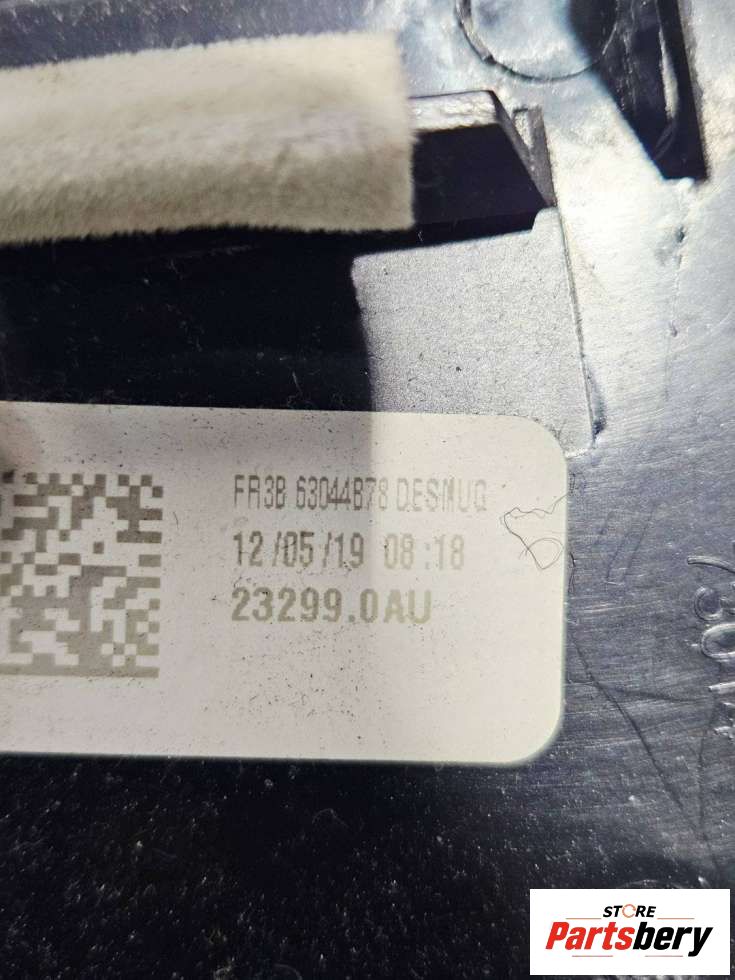 FR3B 63044B78 DESMUQ
12/05/19 08:18
23299.0AU
STORE
Partsbery